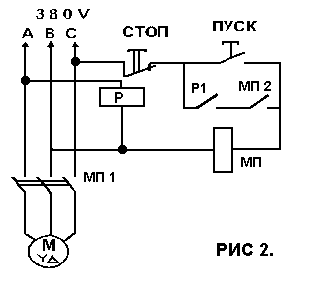 380V
А В С
СТОП
ПУСК
Р
Р1
МП 2
МП
МП 1
М
Y Δ
РИС 2.